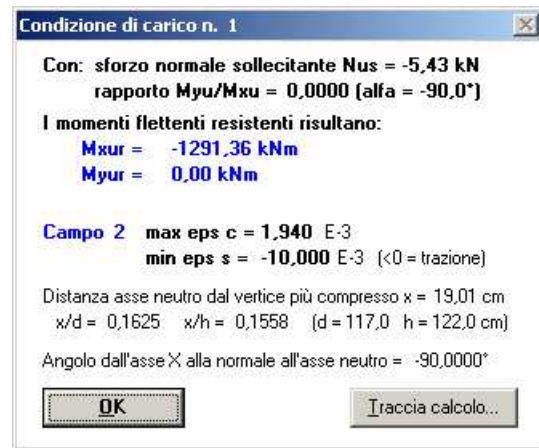 Condizione di carico n. 1
Con: sforzo normale sollecitante Nus = -5,43 kN
rapporto Myu/Mxu = 0,0000 (alfa = -90,0°)
I momenti flettenti resistenti risultano:
Mxur = -1291,36 kNm
Myur = 0,00 kNm
Campo 2 max eps c = 1,940 E-3
min eps s = -10,000 E-3 (<0 = trazione)
Distanza asse neutro dal vertice più compresso x = 19,01 cm
x/d = 0,1625 x/h = 0,1558 (d = 117,0 h = 122,0 cm)
Angolo dall'asse X alla normale all'asse neutro = -90,0000°
OK Traccia calcolo...